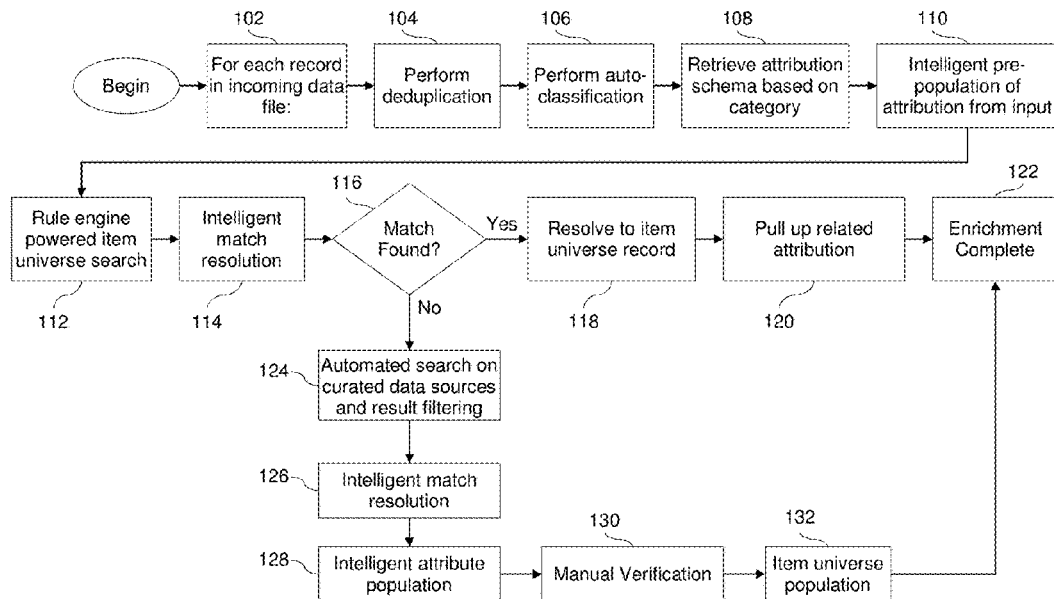 102
104
106
108
110
Begin
For each record
in incoming data
file:
Perform
deduplication
Perform auto-
classification
Retrieve attribution
schema based on
category
Intelligent pre-
population of
attribution from input
116
122
Rule engine
powered item
universe search
Intelligent
match
resolution
Match
Found?
Yes
Resolve to item
universe record
Pull up related
attribution
Enrichment
Complete
112
114
No
118
120
124
Automated search on
curated data sources
and result filtering
126
Intelligent match
resolution
130
132
128
Intelligent attribute
population
Manual Verification
Item universe
population